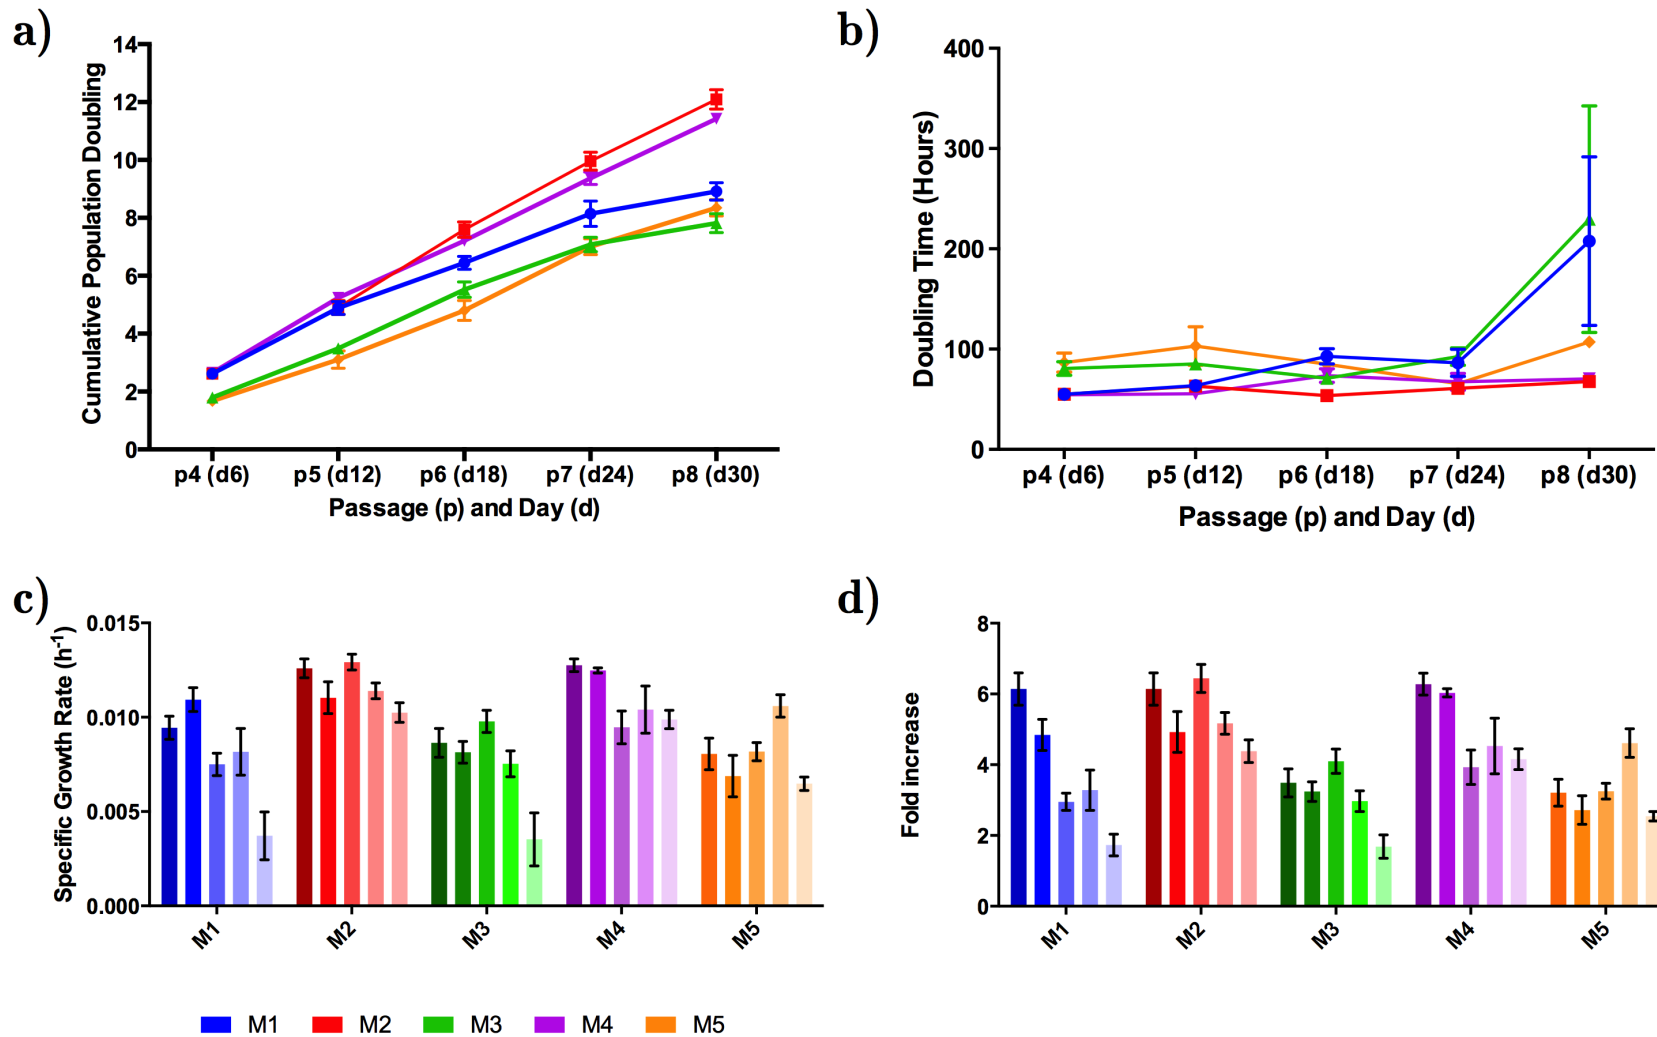 a)
14
12
10
8
6
4
2
0
Cumulative Population Doubling
p4 (d6) p5 (d12) p6 (d18) p7 (d24) p8 (d30)
Passage (p) and Day (d)
b)
400
300
200
100
0
Doubling Time (Hours)
p4 (d6) p5 (d12) p6 (d18) p7 (d24) p8 (d30)
Passage (p) and Day (d)
c)
0.015
0.010
0.005
0.000
Specific Growth Rate (h-1)
M1 M2 M3 M4 M5
d)
8
6
4
2
0
Fold increase
M1 M2 M3 M4 M5
M1 M2 M3 M4 M5